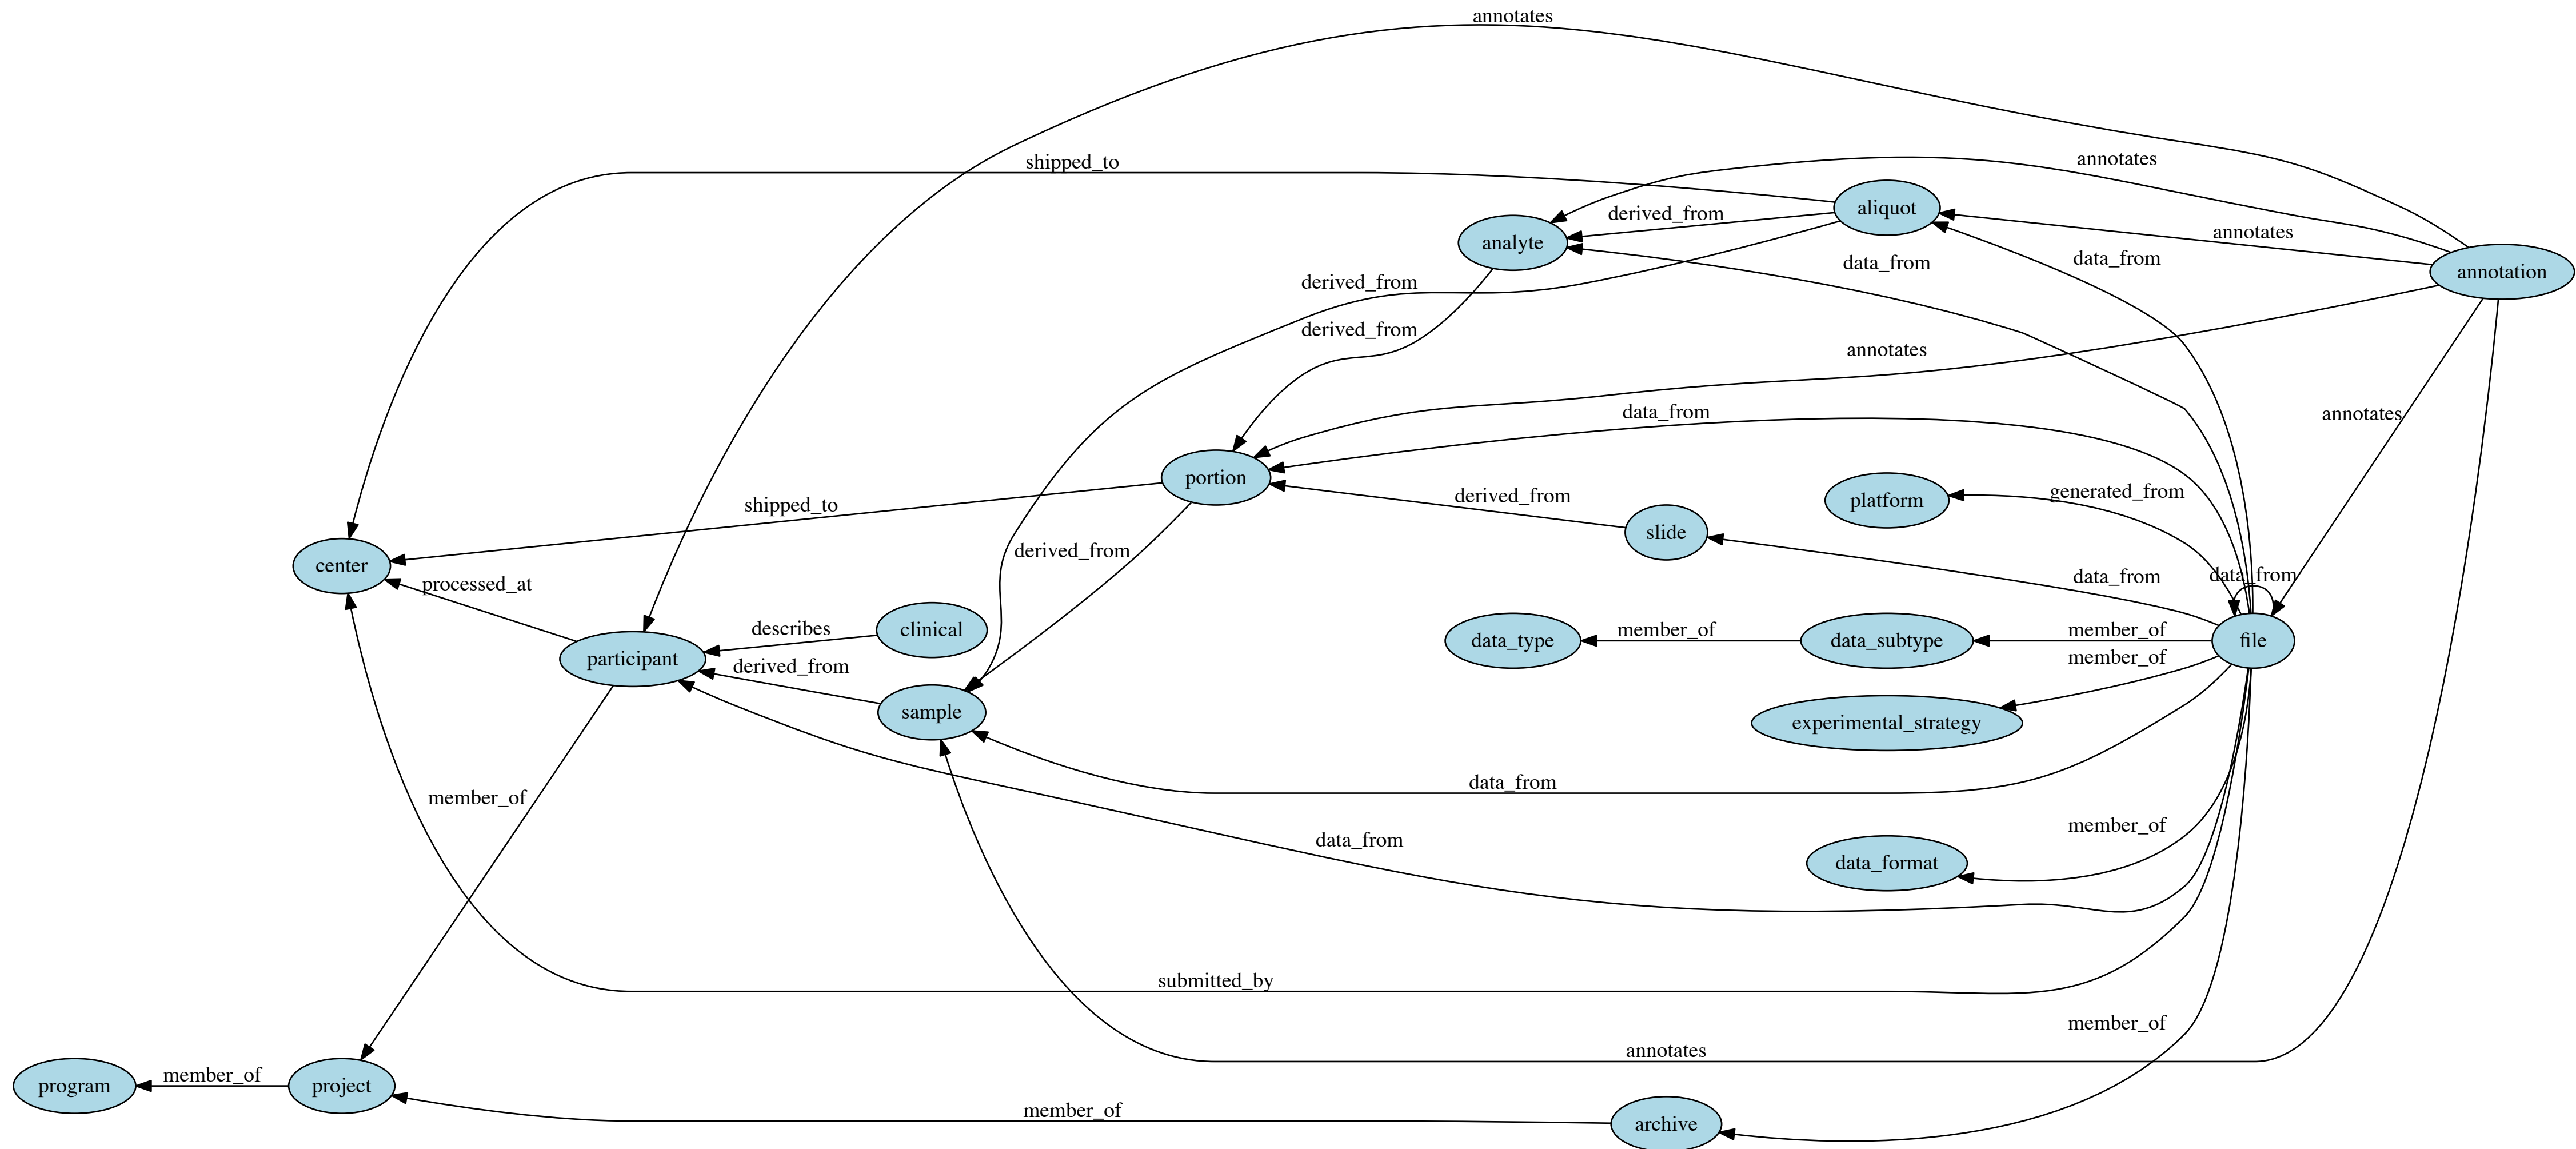 annotates
shipped_to
annotates
derived_from
aliquot
annotates
analyte
data_from
data_from
annotation
derived_from
derived_from
annotates
data_from
annotates
portion
derived_from
platform
generated_from
shipped_to
slide
derived_from
center
processed_at
data_from
data_from
describes
clinical
data_type
member_of
data_subtype
member_of
file
participant
derived_from
member_of
sample
experimental_strategy
data_from
member_of
data_from
member_of
data_format
submitted_by
member_of
annotates
program
member_of
project
member_of
archive